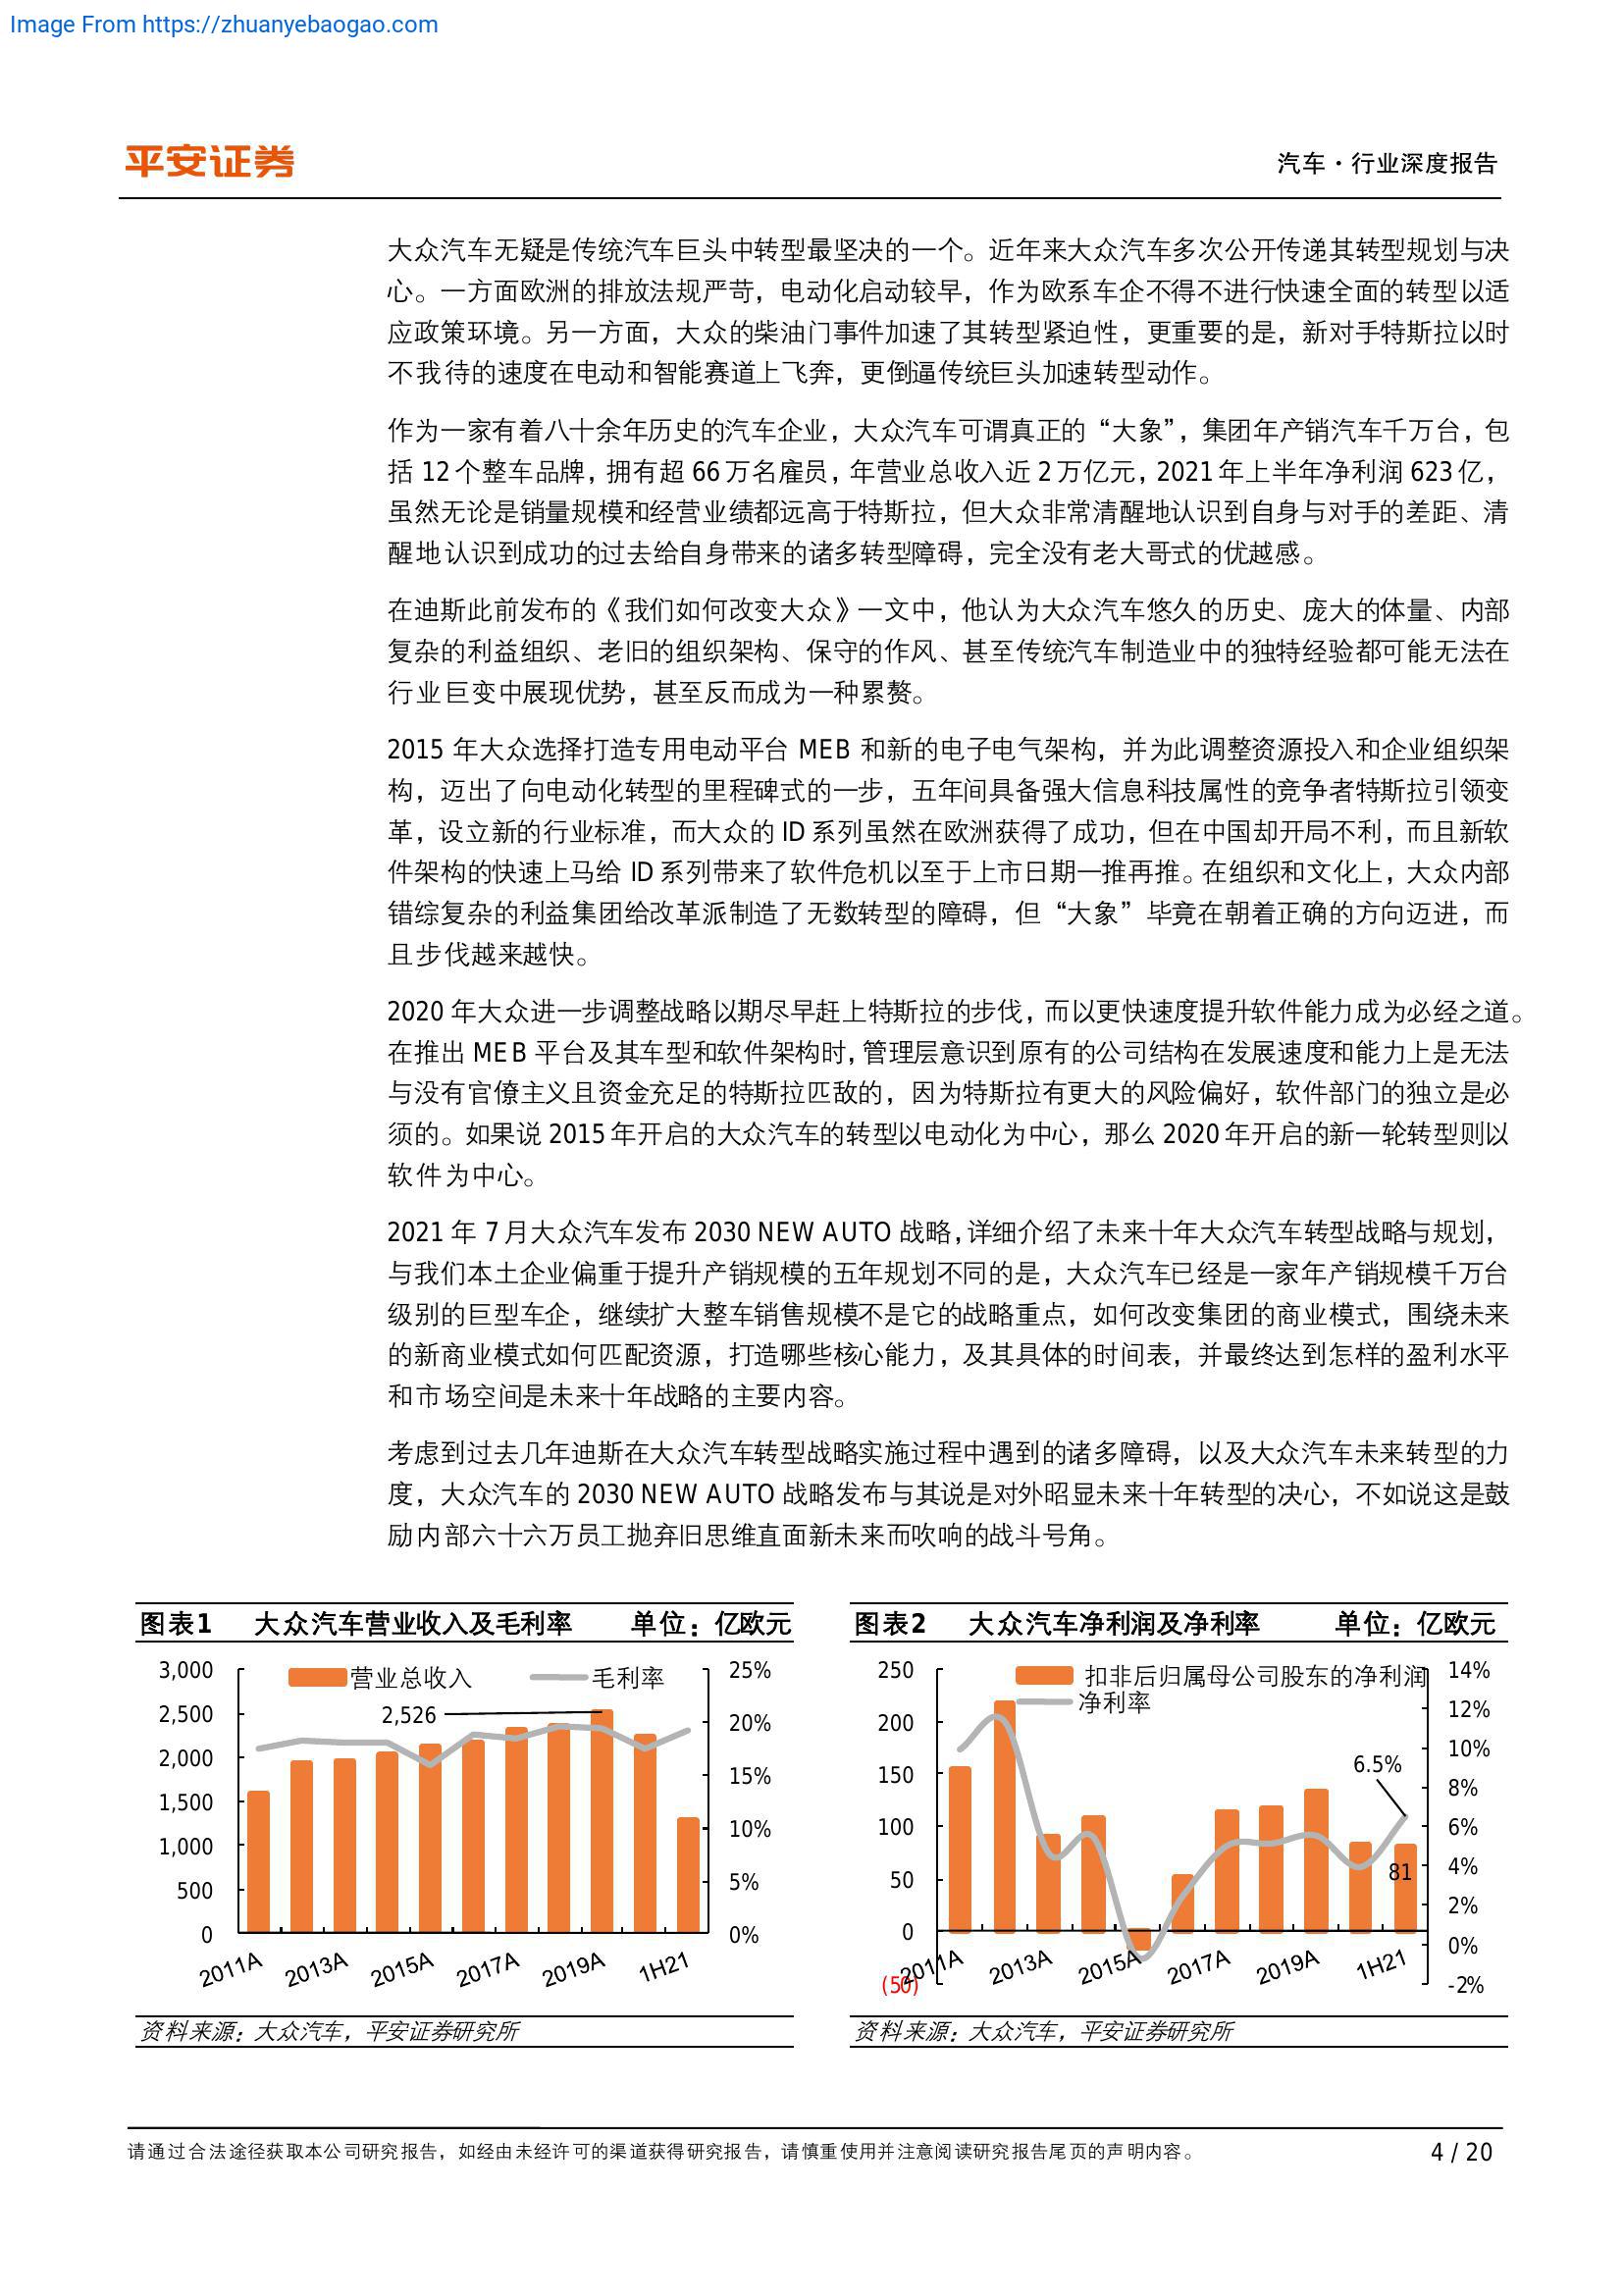 Image From https://zhuanyebaogao.com
平安证券
汽车·行业深度报告
大众汽车无疑是传统汽车巨头中转型最坚决的一个。近年来大众汽车多次公开传递其转型规划与决
心。一方面欧洲的排放法规严苛，电动化启动较早，作为欧系车企不得不进行快速全面的转型以适
应政策环境。另一方面，大众的柴油门事件加速了其转型紧迫性，更重要的是，新对手特斯拉以时
不我待的速度在电动和智能赛道上飞奔，更倒逼传统巨头加速转型动作。
作为一家有着八十余年历史的汽车企业，大众汽车可谓真正的“大象”，集团年产销汽车千万台，包
括 12 个整车品牌，拥有超 66 万名雇员，年营业总收入近 2 万亿元，2021 年上半年净利润 623 亿，
虽然无论是销量规模和经营业绩都远高于特斯拉，但大众非常清醒地认识到自身与对手的差距、清
醒地认识到成功的过去给自身带来的诸多转型障碍，完全没有老大哥式的优越感。
在迪斯此前发布的《我们如何改变大众》一文中，他认为大众汽车悠久的历史、庞大的体量、内部
复杂的利益组织、老旧的组织架构、保守的作风、甚至传统汽车制造业中的独特经验都可能无法在
行业巨变中展现优势，甚至反而成为一种累赘。
2015 年大众选择打造专用电动平台 MEB 和新的电子电气架构，并为此调整资源投入和企业组织架
构，迈出了向电动化转型的里程碑式的一步，五年间具备强大信息科技属性的竞争者特斯拉引领变
革，设立新的行业标准，而大众的 ID 系列虽然在欧洲获得了成功，但在中国却开局不利，而且新软
件架构的快速上马给 ID 系列带来了软件危机以至于上市日期一推再推。在组织和文化上，大众内部
错综复杂的利益集团给改革派制造了无数转型的障碍，但“大象”毕竟在朝着正确的方向迈进，而
且步伐越来越快。
2020 年大众进一步调整战略以期尽早赶上特斯拉的步伐，而以更快速度提升软件能力成为必经之道。
在推出 MEB 平台及其车型和软件架构时，管理层意识到原有的公司结构在发展速度和能力上是无法
与没有官僚主义且资金充足的特斯拉匹敌的，因为特斯拉有更大的风险偏好，软件部门的独立是必
须的。如果说 2015 年开启的大众汽车的转型以电动化为中心，那么 2020 年开启的新一轮转型则以
软件为中心。
2021 年 7 月大众汽车发布 2030 NEW AUTO 战略，详细介绍了未来十年大众汽车转型战略与规划，
与我们本土企业偏重于提升产销规模的五年规划不同的是，大众汽车已经是一家年产销规模千万台
级别的巨型车企，继续扩大整车销售规模不是它的战略重点，如何改变集团的商业模式，围绕未来
的新商业模式如何匹配资源，打造哪些核心能力，及其具体的时间表，并最终达到怎样的盈利水平
和市场空间是未来十年战略的主要内容。
考虑到过去几年迪斯在大众汽车转型战略实施过程中遇到的诸多障碍，以及大众汽车未来转型的力
度，大众汽车的 2030 NEW AUTO 战略发布与其说是对外昭显未来十年转型的决心，不如说这是鼓
励内部六十六万员工抛弃旧思维直面新未来而吹响的战斗号角。
图表1 大众汽车营业收入及毛利率 单位：亿欧元
营业总收入 毛利率
2,526
3,000
2,500
2,000
1,500
1,000
500
0
25%
20%
15%
10%
5%
0%
2011A 2013A 2015A 2017A 2019A 1H21
资料来源：大众汽车，平安证券研究所
图表2 大众汽车净利润及净利率 单位：亿欧元
扣非后归属母公司股东的净利润
净利率
6.5%
81
250
200
150
100
50
0
(50)
14%
12%
10%
8%
6%
4%
2%
0%
-2%
2011A 2013A 2015A 2017A 2019A 1H21
资料来源：大众汽车，平安证券研究所
请通过合法途径获取本公司研究报告，如经由未经许可的渠道获得研究报告，请慎重使用并注意阅读研究报告尾页的声明内容。
4 / 20